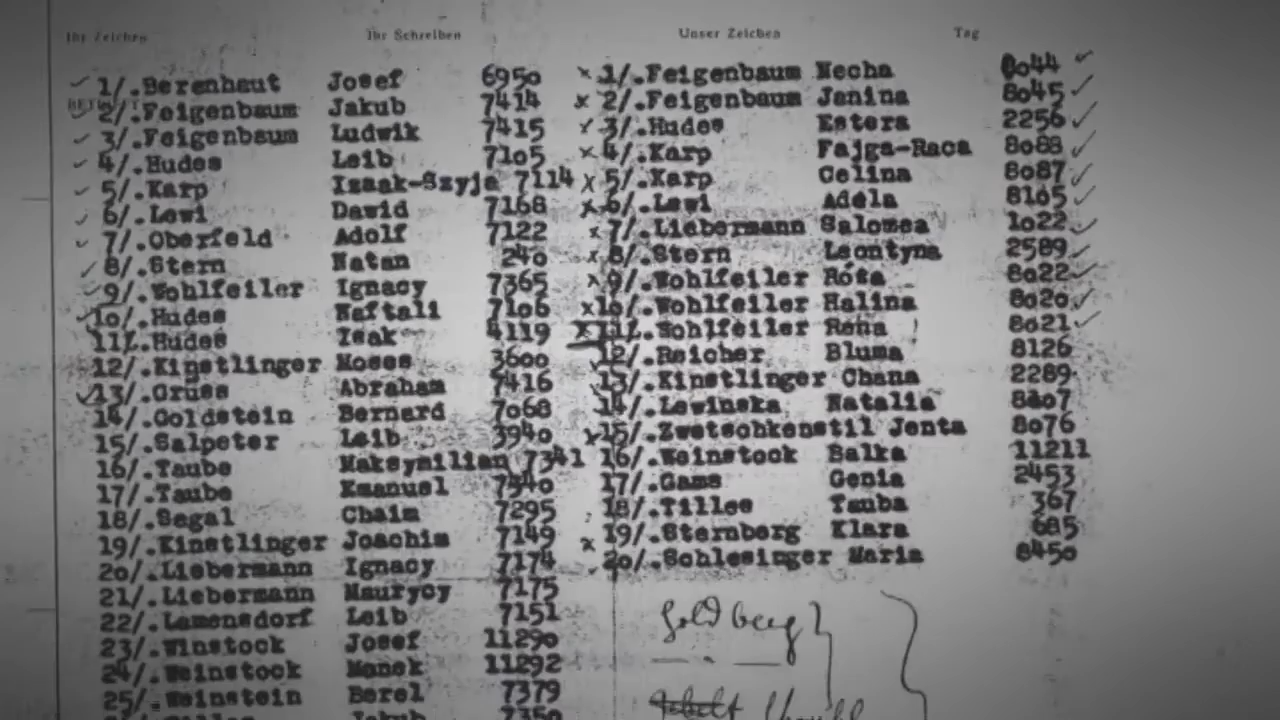 Ihr Zeichen Ihr Schreiben Unser Zeichen Tag
1/.Berenhaut Josef 6950
2/.Feigenbaum Jakub 7414
3/.Feigenbaum Ludwik 7415
4/.Hudes Leib 7105
5/.Karp Izaak-Szyja 7114
6/.Lewi Dawid 7168
7/.Oberfeld Adolf 7122
8/.Stern Natan 240
9/.Wohlfeiler Ignacy 7365
10/.Hudes Naftali 7106
11/.Hudes Isak 4119
12/.Kinstlinger Moses 3600
13/.Gruss Abraham 7416
14/.Goldstein Bernard 7068
15/.Salpeter Leib 3940
16/.Taube Maksymilian 7341
17/.Taube Emanuel 7340
18/.Segal Chaim 7295
19/.Kinstlinger Joachim 7149
20/.Liebermann Ignacy 7174
21/.Liebermann Maurycy 7175
22/.Lamensdorf Leib 7151
23/.Winstock Josef 11290
24/.Weinstock Manek 11292
25/.Weinstein Berel 7379
Jakub 7350
1/.Feigenbaum Necha 8044
2/.Feigenbaum Janina 8045
3/.Hudes Estera 2256
4/.Karp Fajga-Raca 8088
5/.Karp Celina 8087
6/.Lewi Adela 8165
7/.Liebermann Salomea 1022
8/.Stern Leontyna 2589
9/.Wohlfeiler Róta 8022
10/.Wohlfeiler Halina 8020
11/.Wohlfeiler Rena 8021
12/.Reicher Bluma 8126
13/.Kinstlinger Chana 2289
14/.Lewinska Natalia
15/.Zwetschkenstil Jenta 8076
16/.Weinstock Balka 11211
17/.Gams Genia 2453
18/.Tilles Tauba 367
19/.Sternberg Klara 685
20/.Schlesinger Maria 8450
Goldberg